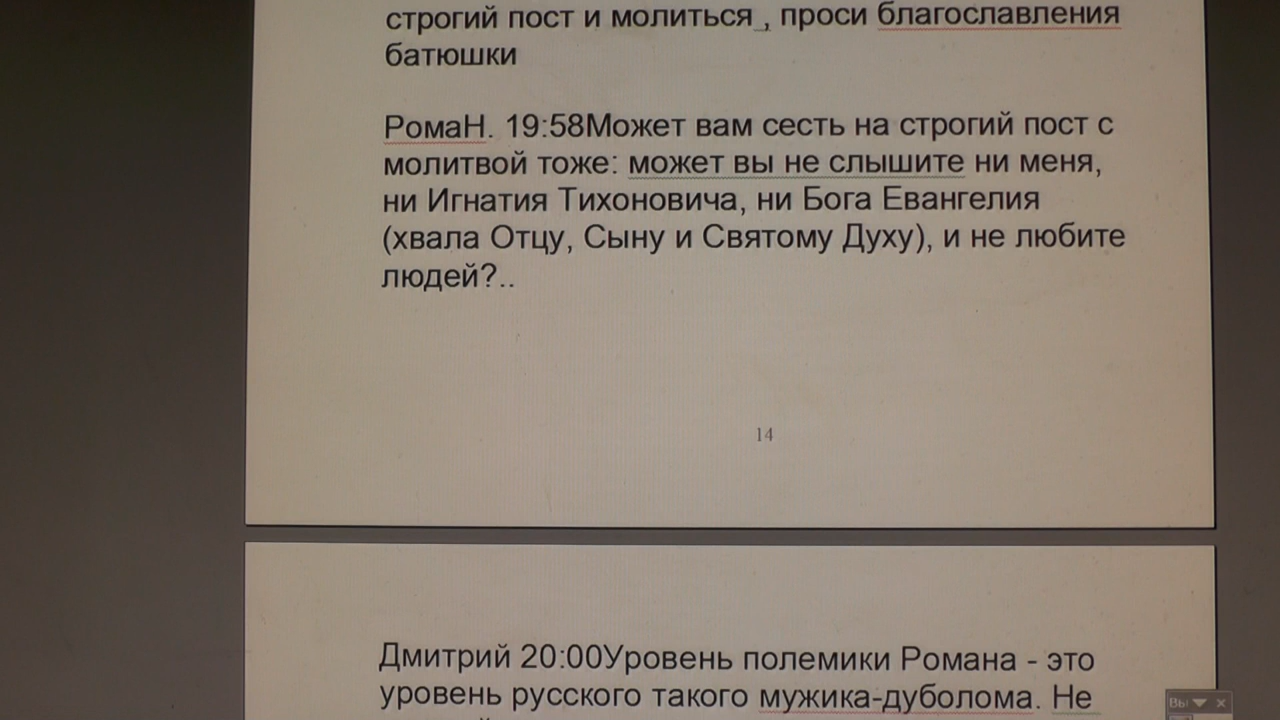 строгий пост и молиться , проси благославления
батюшки
РомаН. 19:58Может вам сесть на строгий пост с
молитвой тоже: может вы не слышите ни меня,
ни Игнатия Тихоновича, ни Бога Евангелия
(хвала Отцу, Сыну и Святому Духу), и не любите
людей?..
14
Дмитрий 20:00Уровень полемики Романа - это
уровень русского такого мужика-дуболома. Не
Вы